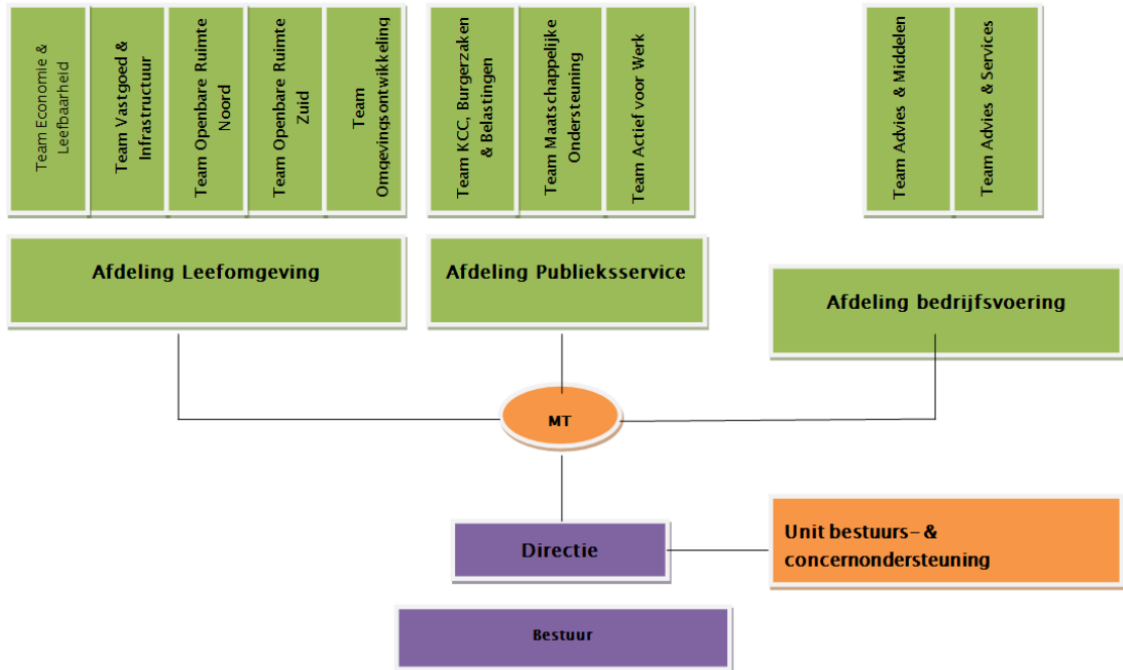 Team Economie &
Leefbaarheid
Team Vastgoed &
Infrastructuur
Team Openbare Ruimte
Noord
Team Openbare Ruimte
Zuid
Team
Omgevingsontwikkeling
Team KCC, Burgerzaken
& Belastingen
Team Maatschappelijke
Ondersteuning
Team Actief voor Werk
Team Advies & Middelen
Team Advies & Services
Afdeling Leefomgeving
Afdeling Publieksservice
Afdeling bedrijfsvoering
MT
Directie
Unit bestuurs- &
concernondersteuning
Bestuur